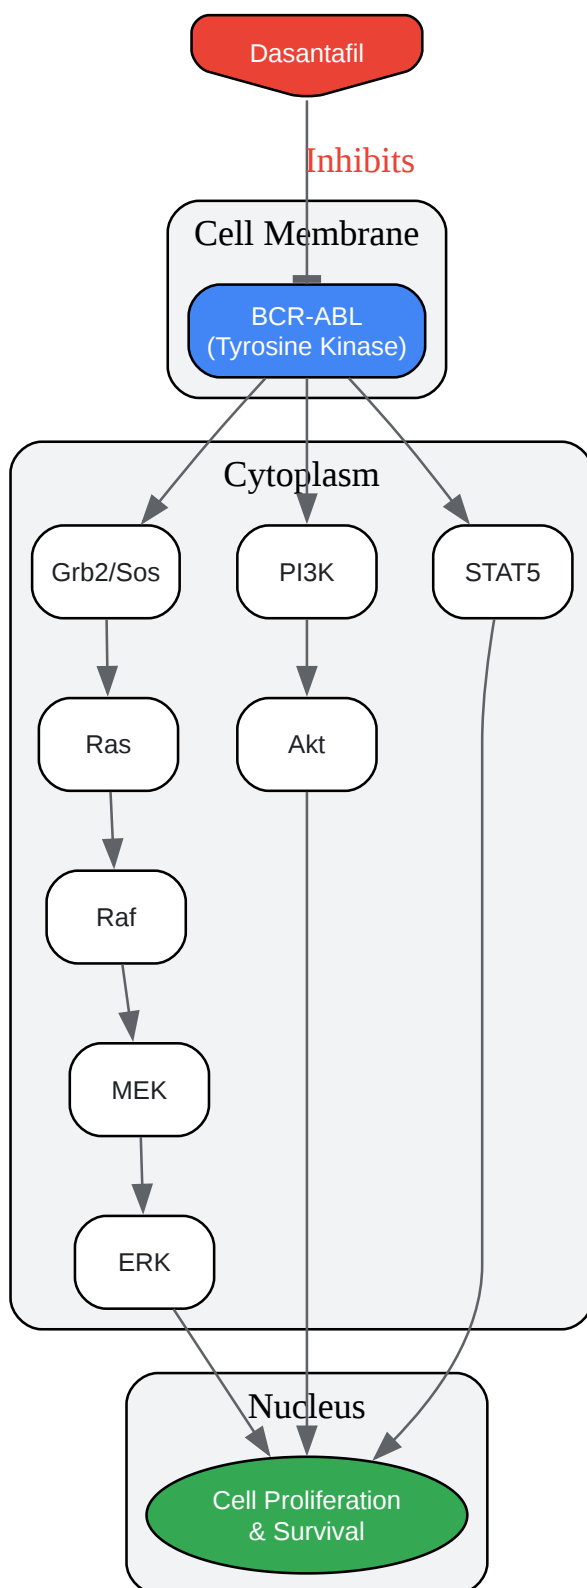 Dasantafil
Inhibits
Cell Membrane
BCR-ABL
(Tyrosine Kinase)
Cytoplasm
Grb2/Sos
PI3K
STAT5
Ras
Akt
Raf
MEK
ERK
Nucleus
Cell Proliferation
& Survival